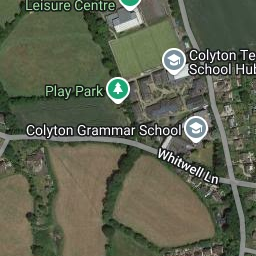 Leisure Centre
Colyton Te
School Hub
Play Park
Colyton Grammar School
Whitwell Ln